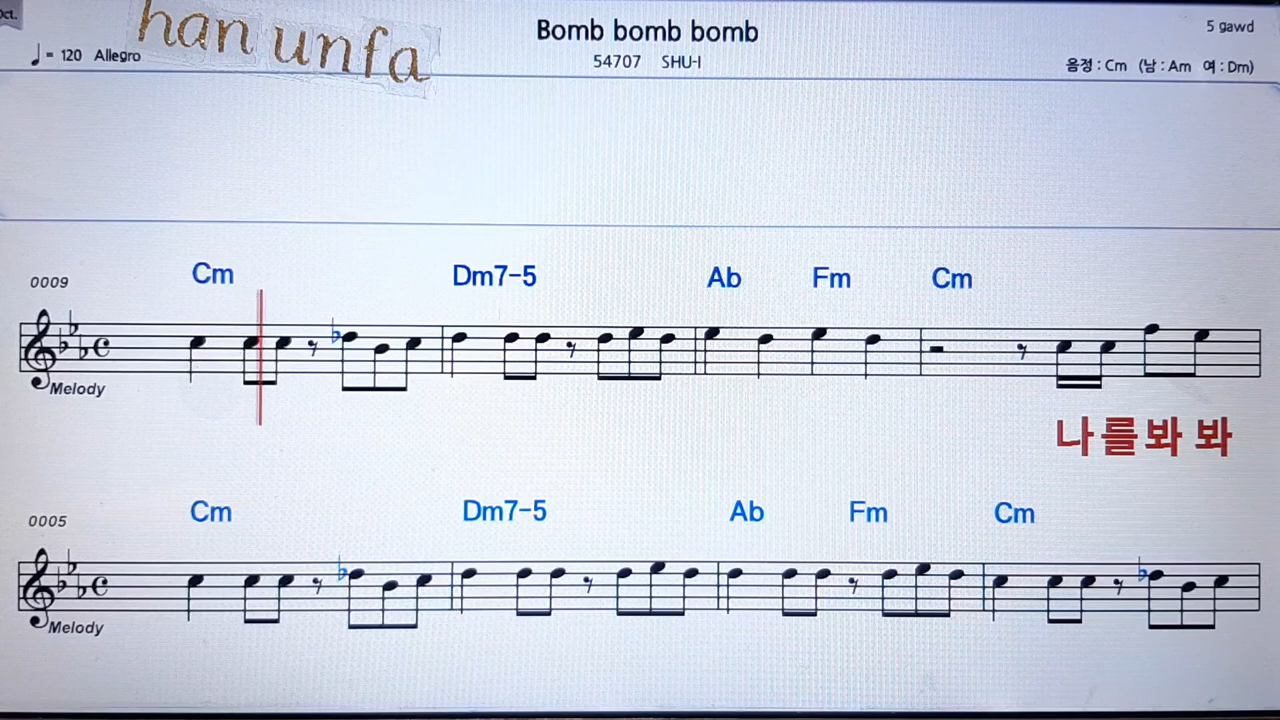 Oct.
han unfa
Bomb bomb bomb
5 gawd
♩= 120 Allegro
54707 SHU-I
음정 : Cm (남 : Am 여 : Dm)
0009
Cm Dm7-5 Ab Fm Cm
Melody
나를봐 봐
0005
Cm Dm7-5 Ab Fm Cm
Melody